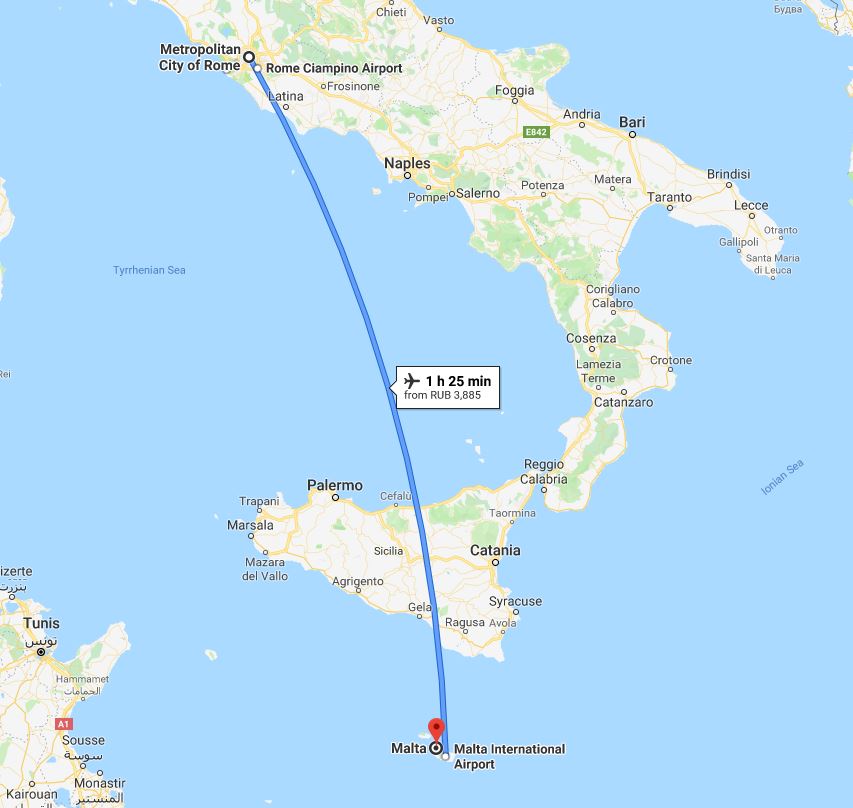 Будва
Chieti
Vasto
Metropolitan
City of Rome
Rome Ciampino Airport
Frosinone
Latina
Foggia
Andria
Bari
E842
Naples
Pompei
Salerno
Potenza
Matera
Brindisi
Taranto
Lecce
Otranto
Gallipoli
Santa Maria
di Leuca
Tyrrhenian Sea
Corigliano
Calabro
Cosenza
Lamezia
Terme
Crotone
Catanzaro
Rei
1 h 25 min
from RUB 3,885
Reggio
Calabria
Ionian Sea
Palermo
Cefalù
Trapani
Marsala
Taormina
Mazara
del Vallo
Sicilia
Catania
Agrigento
Gela
Syracuse
Ragusa
Avola
izerte
بنزرت
Tunis
تونس
Hammamet
الحمامات
A1
Sousse
سوسة
Monastir
المنستير
Kairouan
Malta
Malta International
Airport